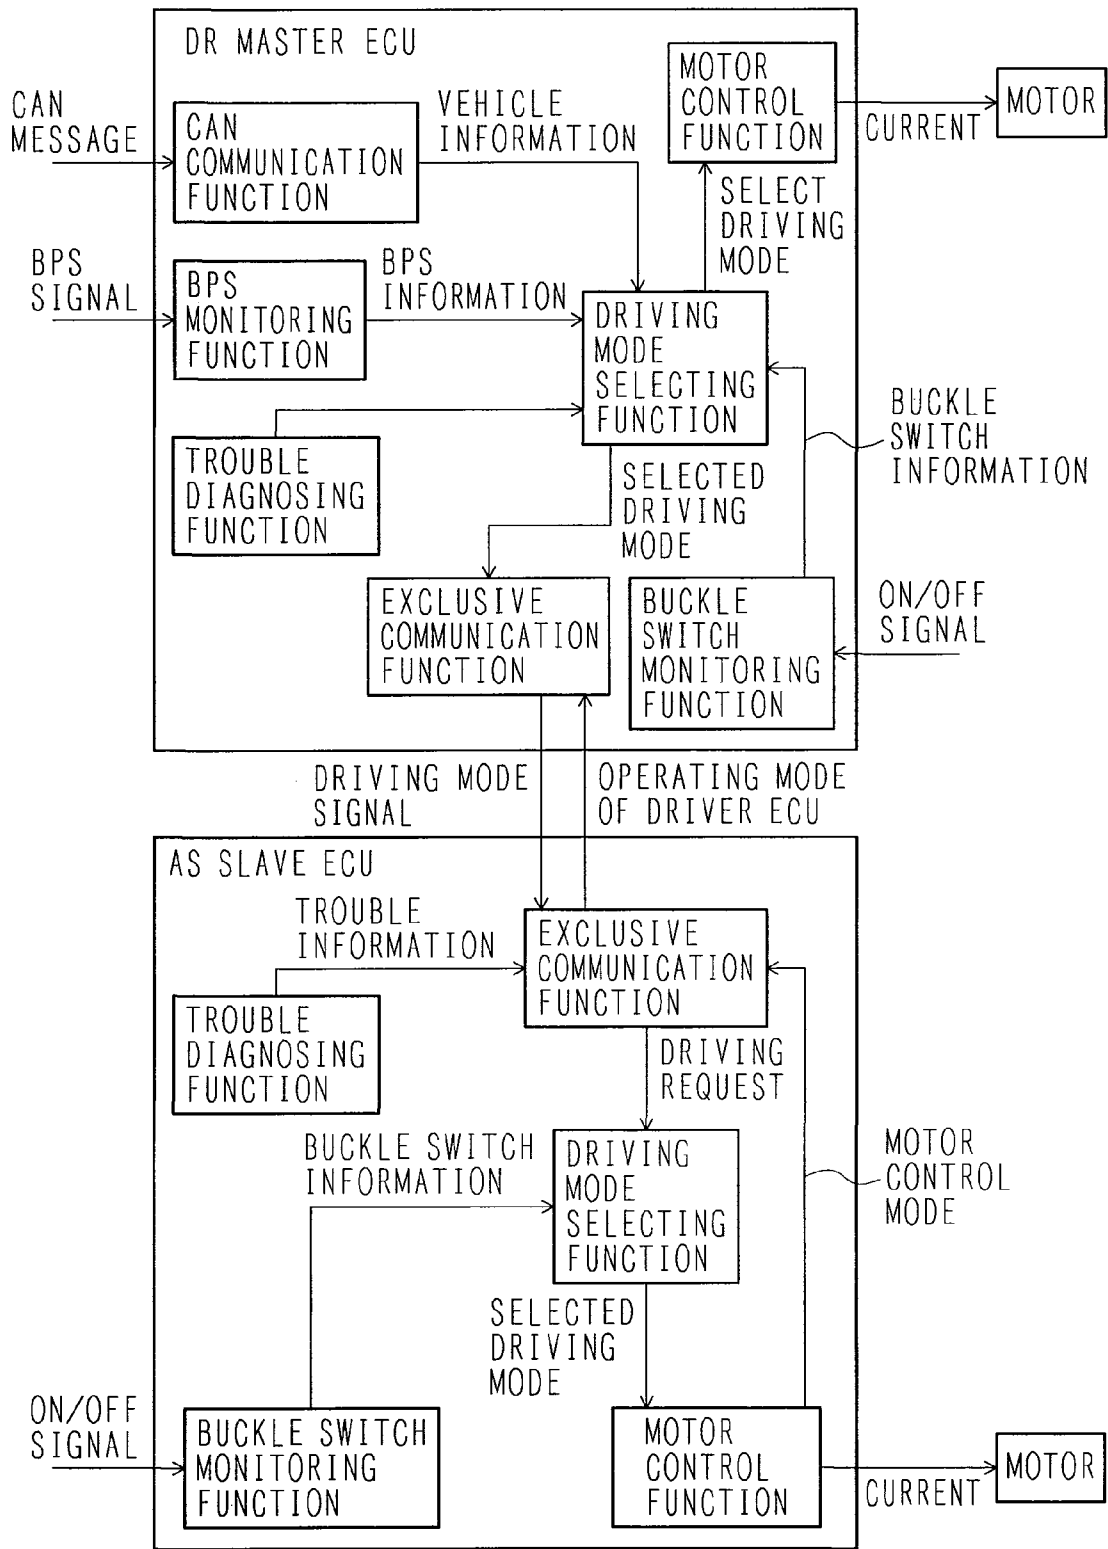 DR MASTER ECU
CAN
MESSAGE
CAN
COMMUNICATION
FUNCTION
VEHICLE
INFORMATION
MOTOR
CONTROL
FUNCTION
CURRENT
MOTOR
SELECT
DRIVING
MODE
BPS
SIGNAL
BPS
MONITORING
FUNCTION
BPS
INFORMATION
DRIVING
MODE
SELECTING
FUNCTION
TROUBLE
DIAGNOSING
FUNCTION
SELECTED
DRIVING
MODE
BUCKLE
SWITCH
INFORMATION
EXCLUSIVE
COMMUNICATION
FUNCTION
BUCKLE
SWITCH
MONITORING
FUNCTION
ON/OFF
SIGNAL
DRIVING MODE
SIGNAL
OPERATING MODE
OF DRIVER ECU
AS SLAVE ECU
TROUBLE
INFORMATION
EXCLUSIVE
COMMUNICATION
FUNCTION
TROUBLE
DIAGNOSING
FUNCTION
DRIVING
REQUEST
BUCKLE SWITCH
INFORMATION
DRIVING
MODE
SELECTING
FUNCTION
MOTOR
CONTROL
MODE
SELECTED
DRIVING
MODE
ON/OFF
SIGNAL
BUCKLE SWITCH
MONITORING
FUNCTION
MOTOR
CONTROL
FUNCTION
CURRENT
MOTOR